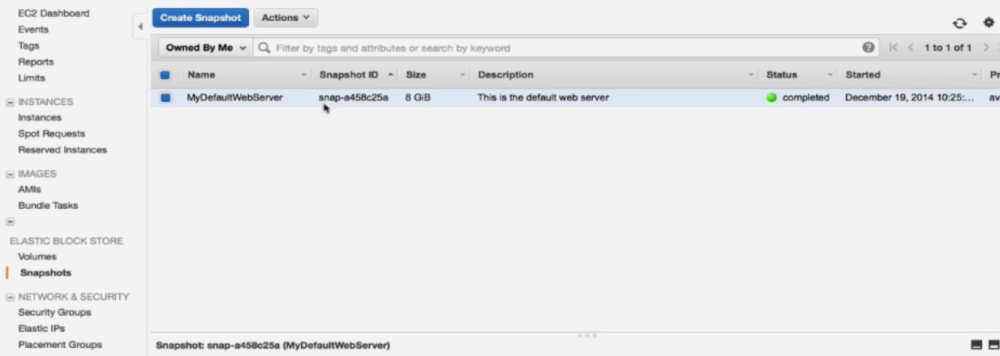 EC2 Dashboard
Events
Tags
Reports
Limits
INSTANCES
Instances
Spot Requests
Reserved Instances
IMAGES
AMIs
Bundle Tasks
ELASTIC BLOCK STORE
Volumes
Snapshots
NETWORK & SECURITY
Security Groups
Elastic IPs
Placement Groups
Create Snapshot Actions
Owned By Me Filter by tags and attributes or search by keyword 1 to 1 of 1
Name Snapshot ID Size Description Status Started Pr
MyDefaultWebServer snap-a458c25a 8 GiB This is the default web server completed December 19, 2014 10:25:... av
Snapshot: snap-a458c25a (MyDefaultWebServer)